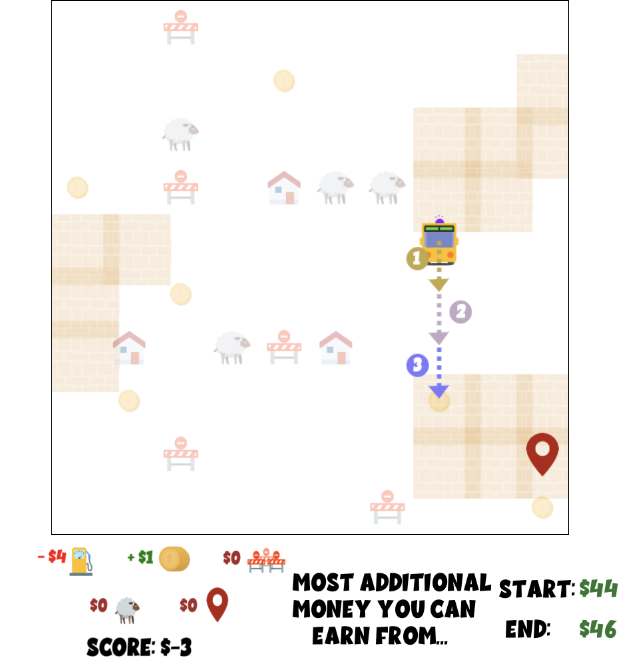 1
2
3
- $4
+ $1
$0
$0
$0
SCORE: $-3
MOST ADDITIONAL
MONEY YOU CAN
EARN FROM...
START: $44
END: $46